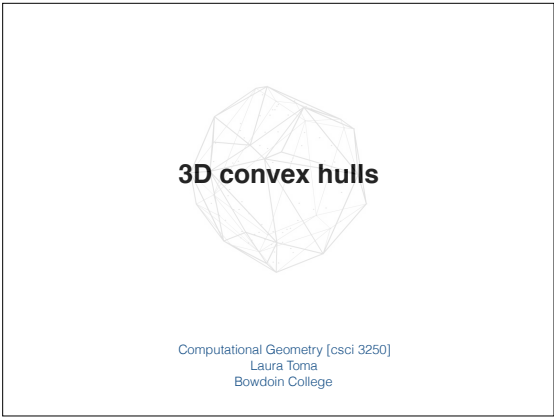 3D convex hulls
Computational Geometry [csci 3250]
Laura Toma
Bowdoin College